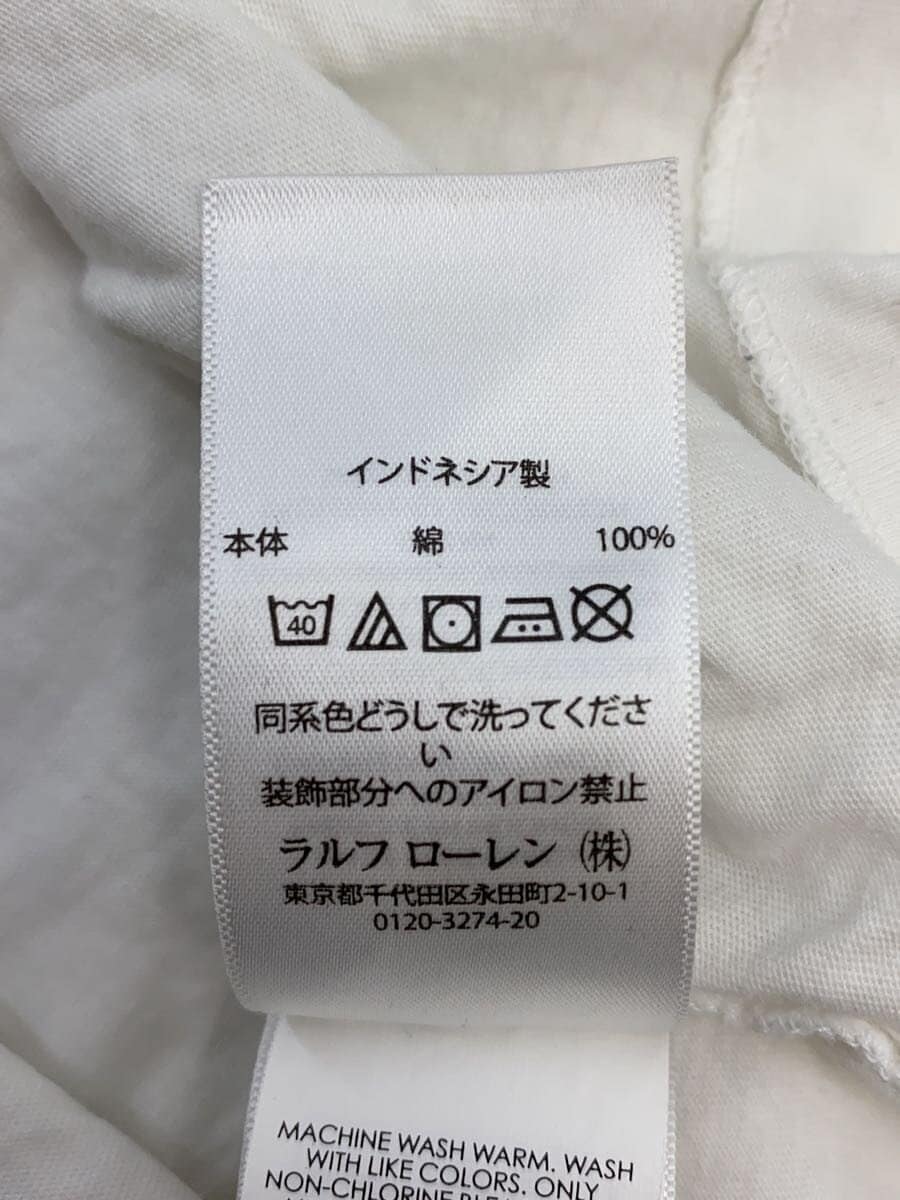 インドネシア製
本体 綿 100%
40
同系色どうしで洗ってくださ
い
装飾部分へのアイロン禁止
ラルフ ローレン (株)
東京都千代田区永田町2-10-1
0120-3274-20
MACHINE WASH WARM. WASH
WITH LIKE COLORS. ONLY
NON-CHLORINE